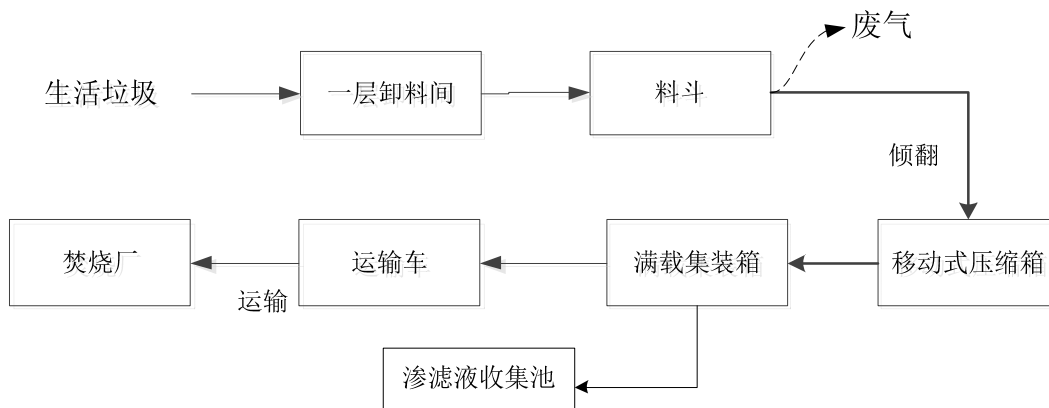 废气
生活垃圾
一层卸料间
料斗
倾翻
焚烧厂
运输车
满载集装箱
移动式压缩箱
运输
渗滤液收集池